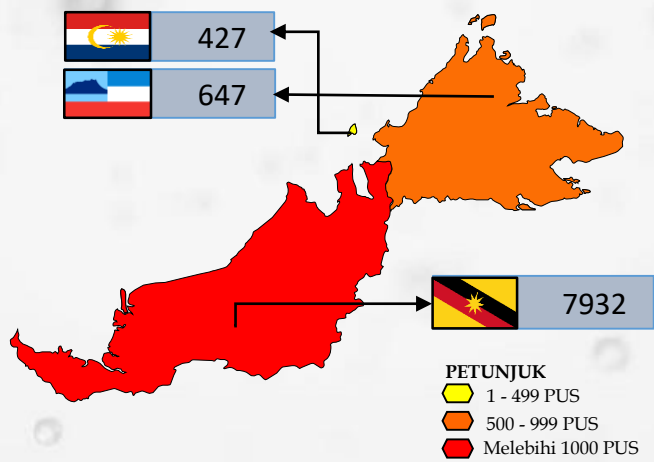 427
647
7932
PETUNJUK
1 - 499 PUS
500 - 999 PUS
Melebihi 1000 PUS